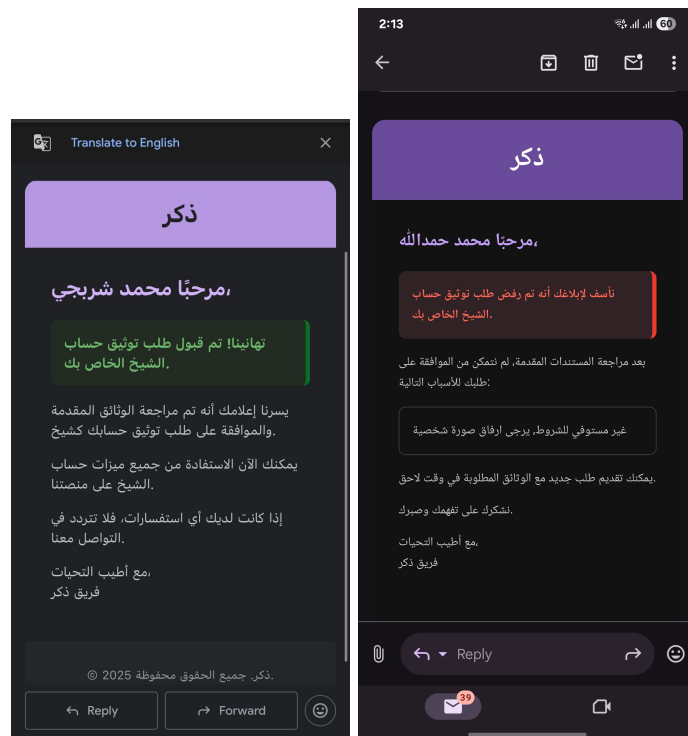 Translate to English
ذكر
مرحبًا محمد شربجي،
تهانينا! تم قبول طلب توثيق حساب
الشيخ الخاص بك.
يسرنا إعلامك أنه تم مراجعة الوثائق المقدمة
والموافقة على طلب توثيق حسابك كشيخ.
يمكنك الآن الاستفادة من جميع ميزات حساب
الشيخ على منصتنا.
إذا كانت لديك أي استفسارات، فلا تتردد في
التواصل معنا.
مع أطيب التحيات،
فريق ذكر
© 2025 ذكر. جميع الحقوق محفوظة.
Reply
Forward
2:13
60
ذكر
مرحبًا محمد حمدالله،
نأسف لإبلاغك أنه تم رفض طلب توثيق حساب
الشيخ الخاص بك.
بعد مراجعة المستندات المقدمة، لم نتمكن من الموافقة على
طلبك للأسباب التالية:
غير مستوفي للشروط, يرجى ارفاق صورة شخصية
يمكنك تقديم طلب جديد مع الوثائق المطلوبة في وقت لاحق.
نشكرك على تفهمك وصبرك.
مع أطيب التحيات،
فريق ذكر
Reply
39